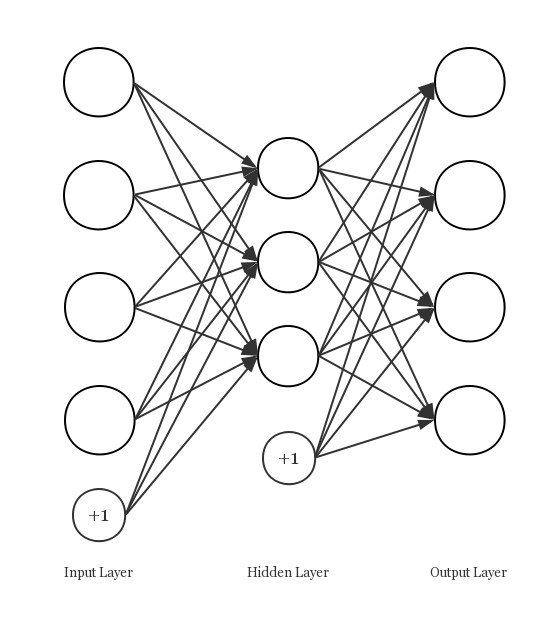 +1
+1
Input Layer
Hidden Layer
Output Layer